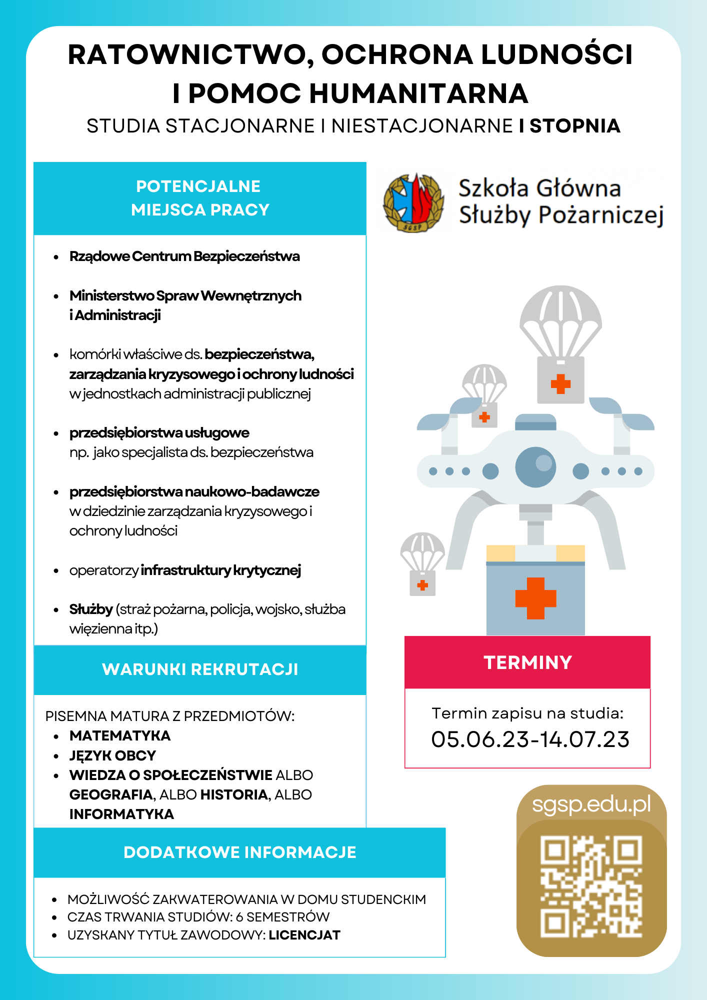 RATOWNICTWO, OCHRONA LUDNOŚCI
I POMOC HUMANITARNA
STUDIA STACJONARNE I NIESTACJONARNE I STOPNIA
POTENCJALNE
MIEJSCA PRACY
• Rządowe Centrum Bezpieczeństwa
• Ministerstwo Spraw Wewnętrznych
i Administracji
• komórki właściwe ds. bezpieczeństwa,
zarządzania kryzysowego i ochrony ludności
w jednostkach administracji publicznej
• przedsiębiorstwa usługowe
np. jako specjalista ds. bezpieczeństwa
• przedsiębiorstwa naukowo-badawcze
w dziedzinie zarządzania kryzysowego i
ochrony ludności
• operatorzy infrastruktury krytycznej
• Służby (straż pożarna, policja, wojsko, służba
więzienna itp.)
WARUNKI REKRUTACJI
PISEMNA MATURA Z PRZEDMIOTÓW:
• MATEMATYKA
• JĘZYK OBCY
• WIEDZA O SPOŁECZEŃSTWIE ALBO
GEOGRAFIA, ALBO HISTORIA, ALBO
INFORMATYKA
DODATKOWE INFORMACJE
• MOŻLIWOŚĆ ZAKWATEROWANIA W DOMU STUDENCKIM
• CZAS TRWANIA STUDIÓW: 6 SEMESTRÓW
• UZYSKANY TYTUŁ ZAWODOWY: LICENCJAT
SGSP
Szkoła Główna
Służby Pożarniczej
TERMINY
Termin zapisu na studia:
05.06.23-14.07.23
sgsp.edu.pl